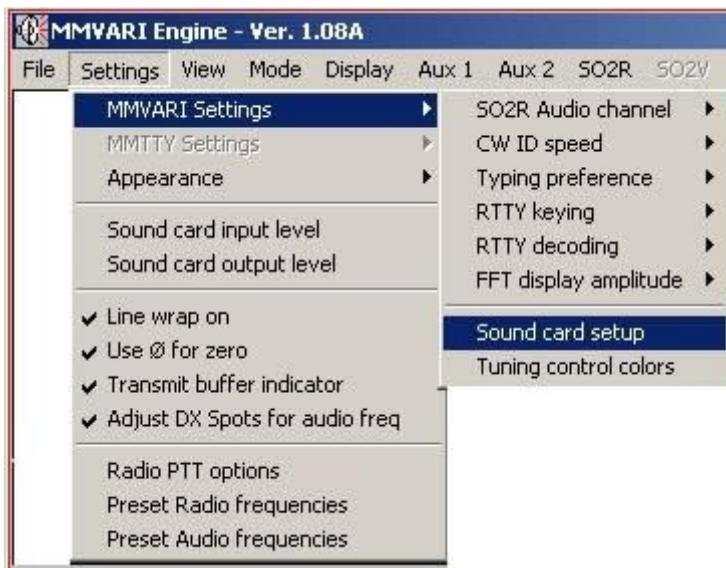 MMVARI Engine - Ver. 1.08A
File Settings View Mode Display Aux 1 Aux 2 SO2R SO2V
MMVARI Settings
MMTTY Settings
Appearance
Sound card input level
Sound card output level
Line wrap on
Use Ø for zero
Transmit buffer indicator
Adjust DX Spots for audio freq
Radio PTT options
Preset Radio frequencies
Preset Audio frequencies
SO2R Audio channel
CW ID speed
Typing preference
RTTY keying
RTTY decoding
FFT display amplitude
Sound card setup
Tuning control colors